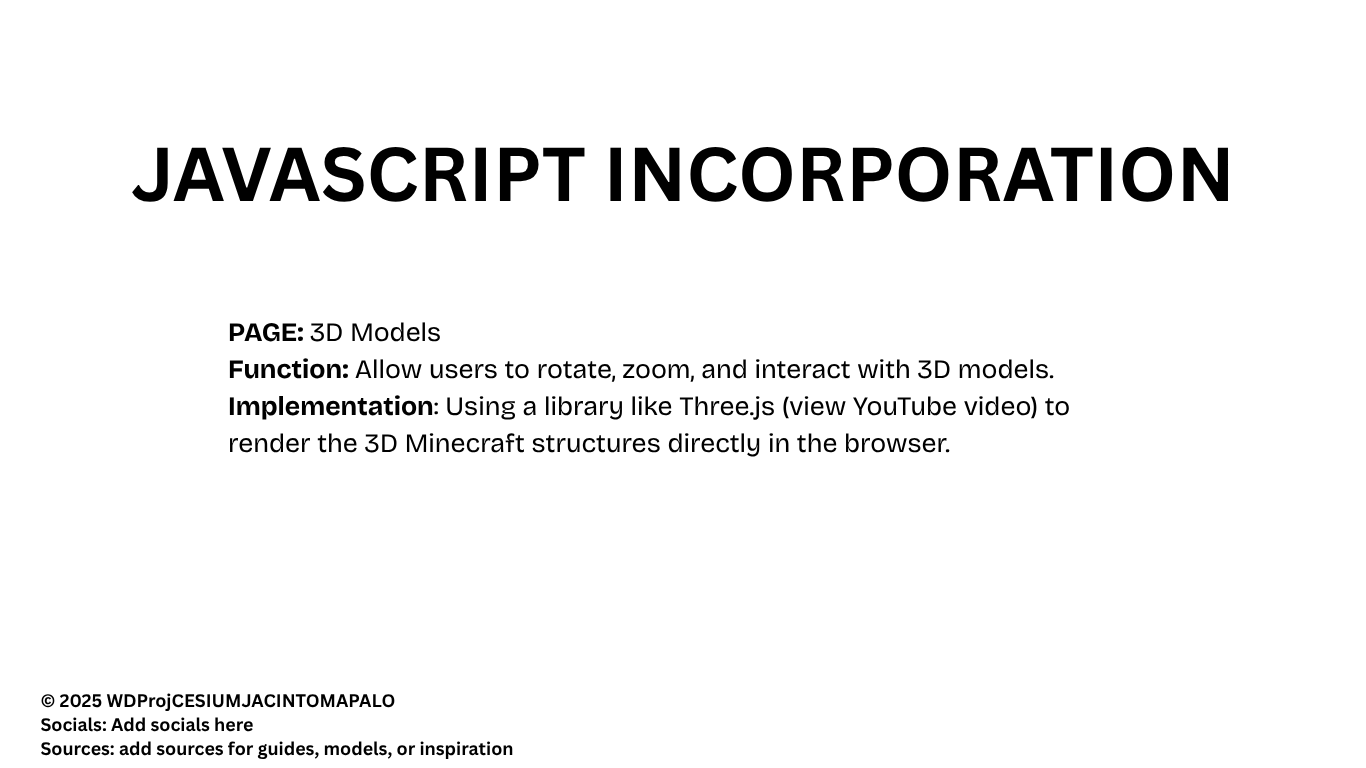 JAVASCRIPT INCORPORATION
PAGE: 3D Models
Function: Allow users to rotate, zoom, and interact with 3D models.
Implementation: Using a library like Three.js (view YouTube video) to
render the 3D Minecraft structures directly in the browser.
© 2025 WDProjCESIUMJACINTOMAPALO
Socials: Add socials here
Sources: add sources for guides, models, or inspiration